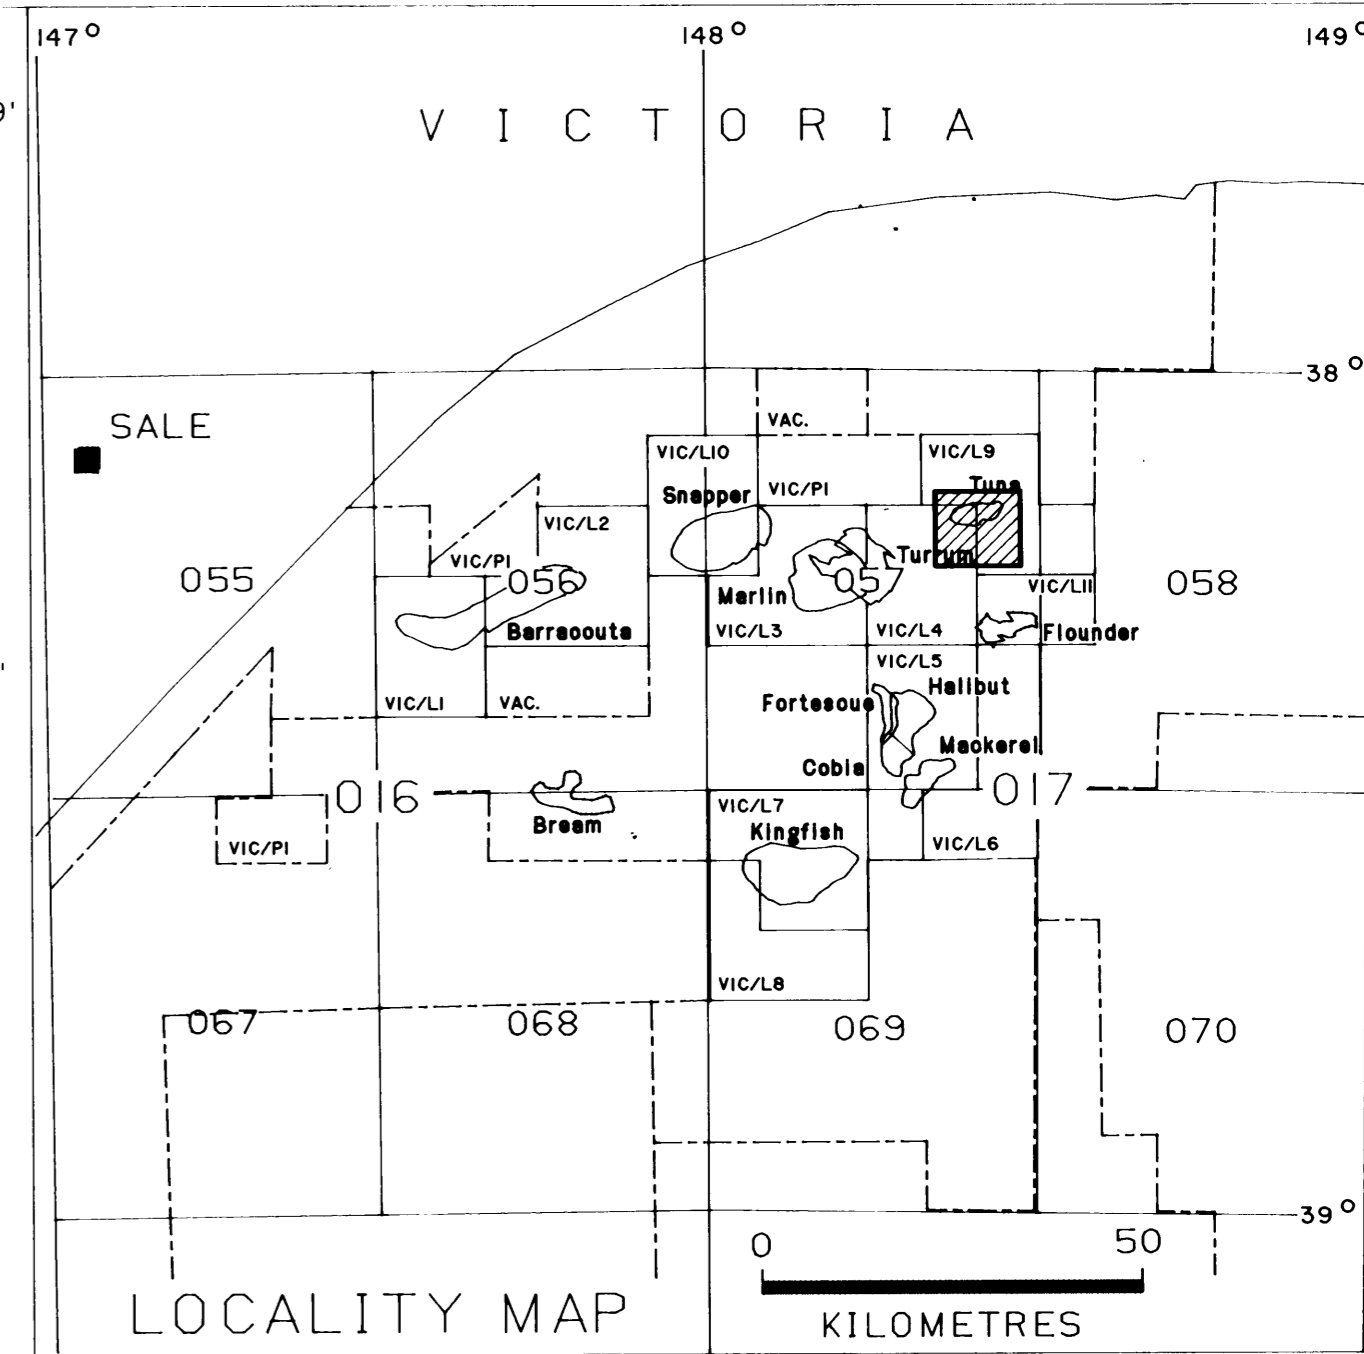 147° 148° 149°
9'
VICTORIA
38°
SALE
VAC.
VIC/L10 VIC/L9
Snapper VIC/P1 Tuna
VIC/L2
VIC/P1 Turrum
055 056 05 VIC/L11 058
Marlin
Barracouta VIC/L3 VIC/L4 Flounder
VIC/L5
Halibut
VIC/L1 VAC. Fortescue
Mackerel
Cobia
016 017
VIC/L7
Bream Kingfish
VIC/P1 VIC/L6
VIC/L8
067 068 069 070
39°
0 50
LOCALITY MAP KILOMETRES